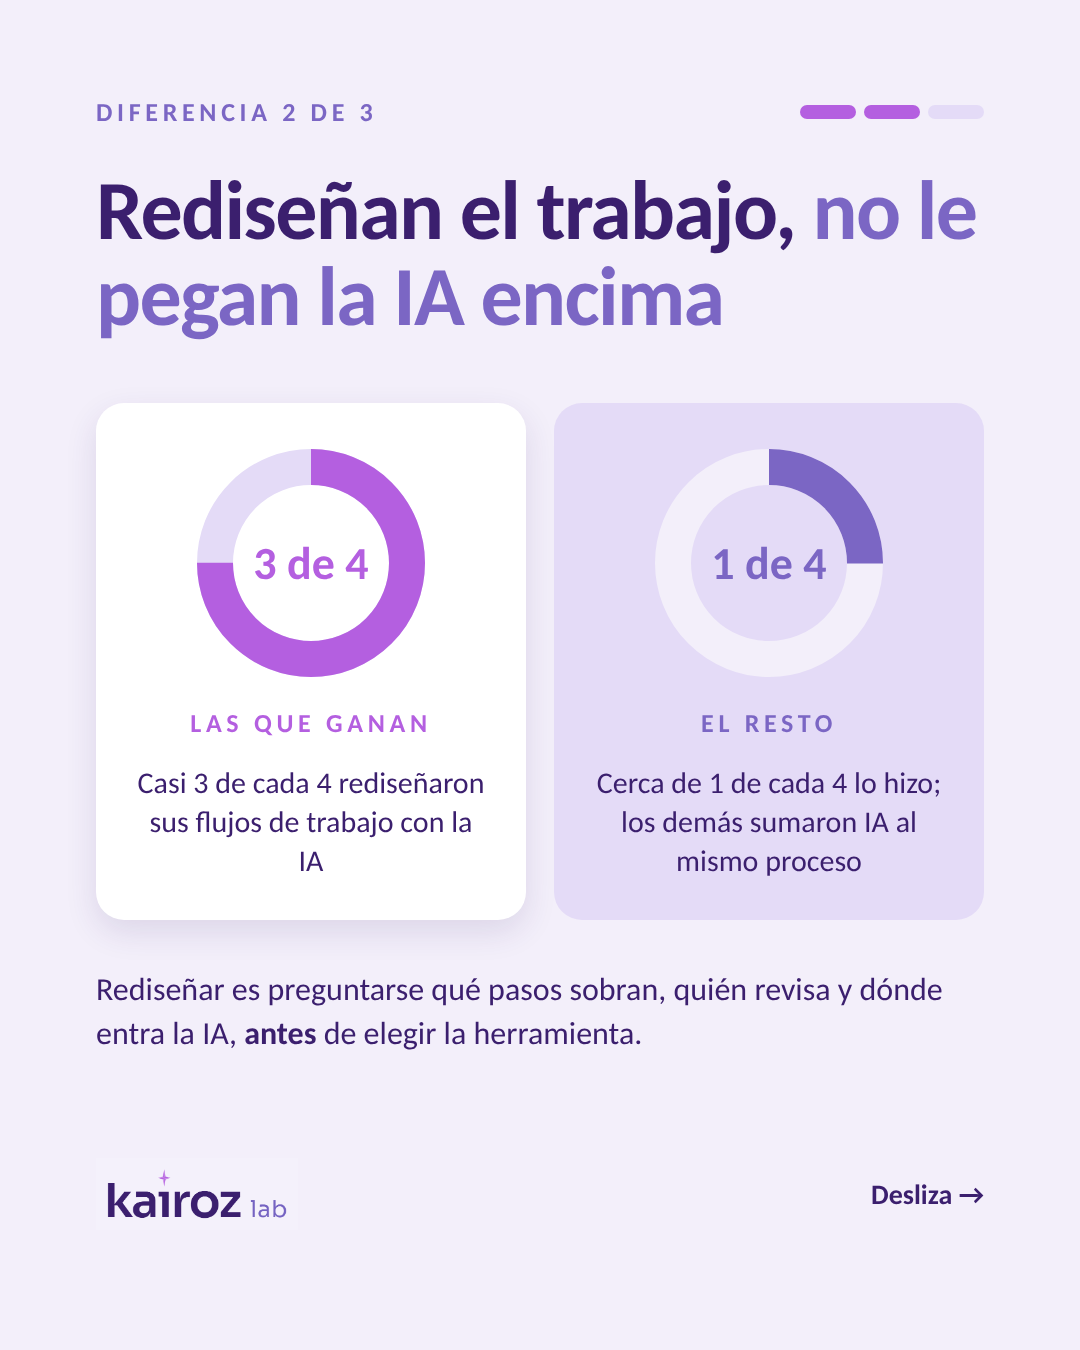 DIFERENCIA 2 DE 3
Rediseñan el trabajo, no le
pegan la IA encima
3 de 4
LAS QUE GANAN
Casi 3 de cada 4 rediseñaron
sus flujos de trabajo con la
IA
1 de 4
EL RESTO
Cerca de 1 de cada 4 lo hizo;
los demás sumaron IA al
mismo proceso
Rediseñar es preguntarse qué pasos sobran, quién revisa y dónde
entra la IA, antes de elegir la herramienta.
kairoz lab
Desliza →